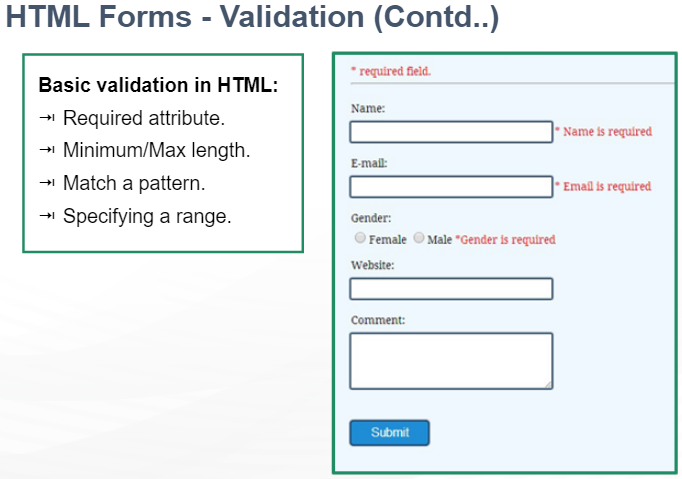 HTML Forms - Validation (Contd..)
Basic validation in HTML:
Required attribute.
Minimum/Max length.
Match a pattern.
Specifying a range.
* required field.
Name:
* Name is required
E-mail:
* Email is required
Gender:
Female Male *Gender is required
Website:
Comment:
Submit